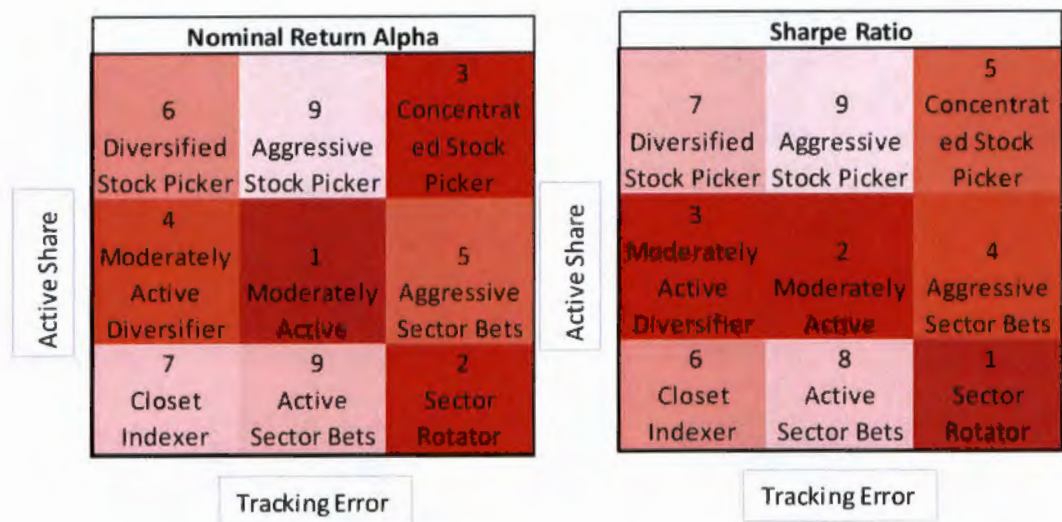 Nominal Return Alpha
6
Diversified
Stock Picker
9
Aggressive
Stock Picker
3
Concentrat
ed Stock
Picker
4
Moderately
Active
Diversifier
1
Moderately
Active
5
Aggressive
Sector Bets
7
Closet
Indexer
9
Active
Sector Bets
2
Sector
Rotator
Active Share
Tracking Error
Sharpe Ratio
7
Diversified
Stock Picker
9
Aggressive
Stock Picker
5
Concentrat
ed Stock
Picker
3
Moderately
Active
Diversifier
2
Moderately
Active
4
Aggressive
Sector Bets
6
Closet
Indexer
8
Active
Sector Bets
1
Sector
Rotator
Active Share
Tracking Error